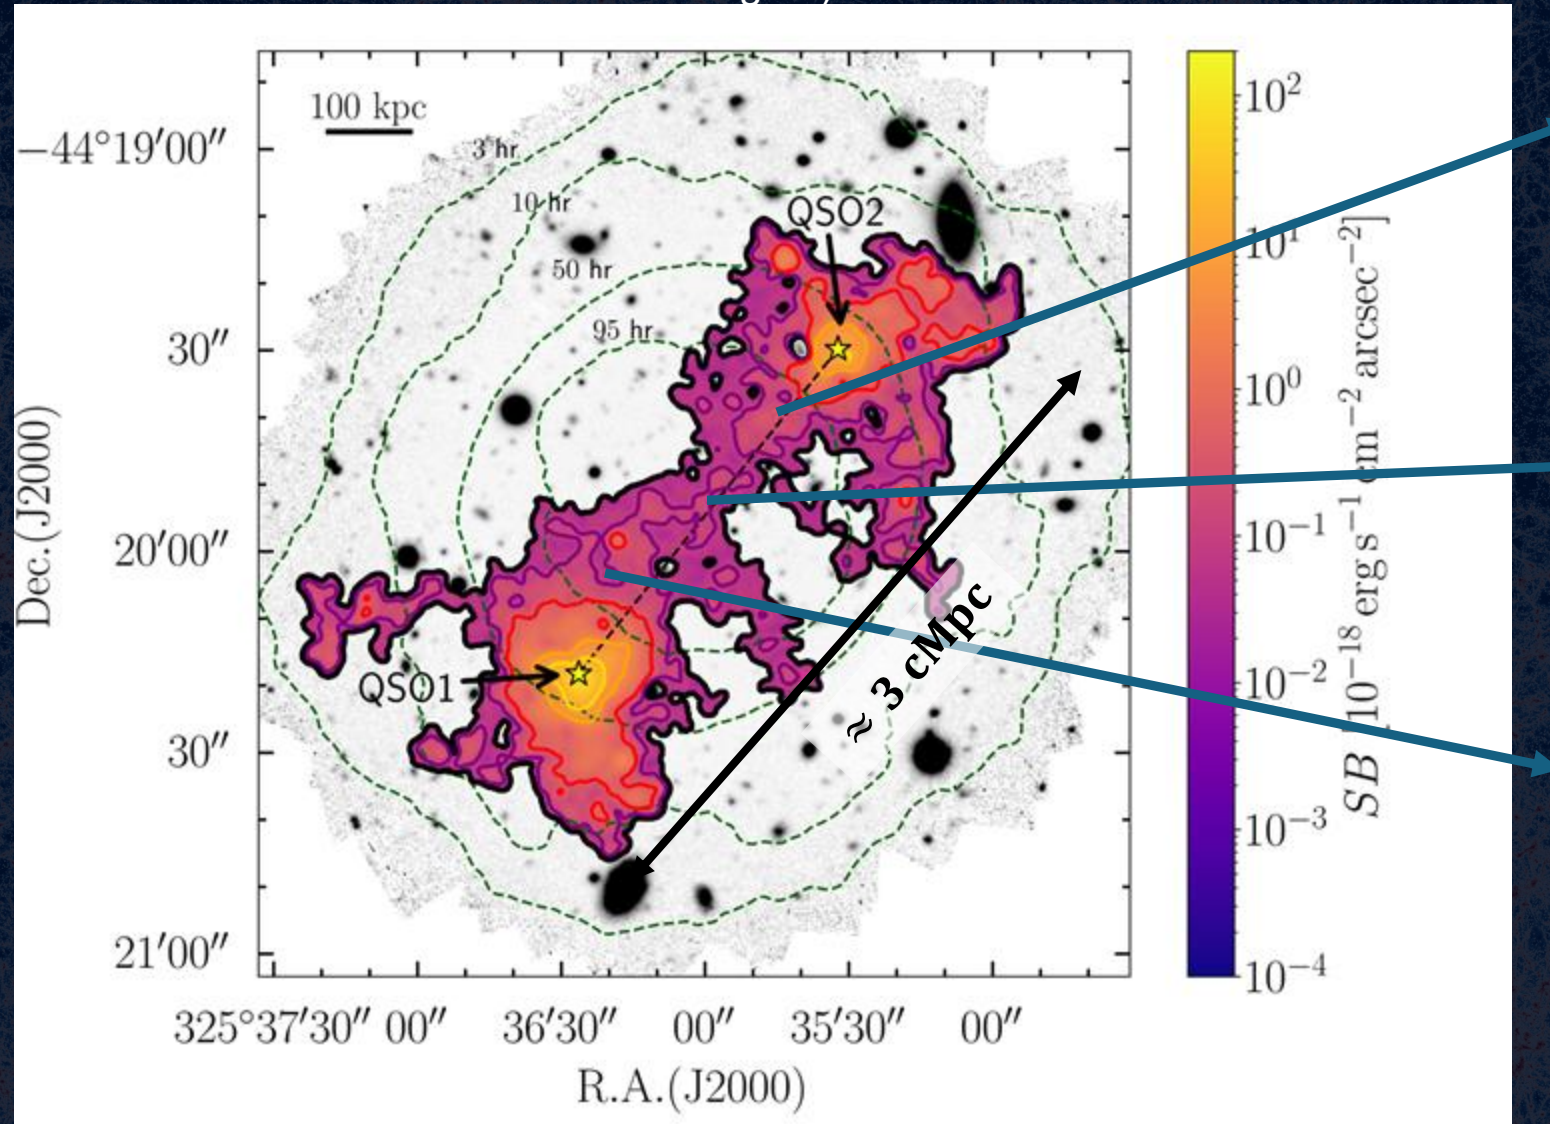 100 kpc
3 hr
10 hr
50 hr
95 hr
QSO2
QSO1
≈ 3 cMpc
−44°19′00″
30″
20′00″
30″
21′00″
Dec.(J2000)
325°37′30″ 00″ 36′30″ 00″ 35′30″ 00″
R.A.(J2000)
10²
10¹
10⁰
10⁻¹
10⁻²
10⁻³
10⁻⁴
SB [10⁻¹⁸ erg s⁻¹ cm⁻² arcsec⁻²]